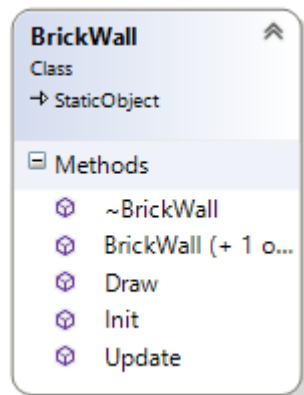 BrickWall
Class
StaticObject
Methods
~BrickWall
BrickWall (+ 1 o...
Draw
Init
Update